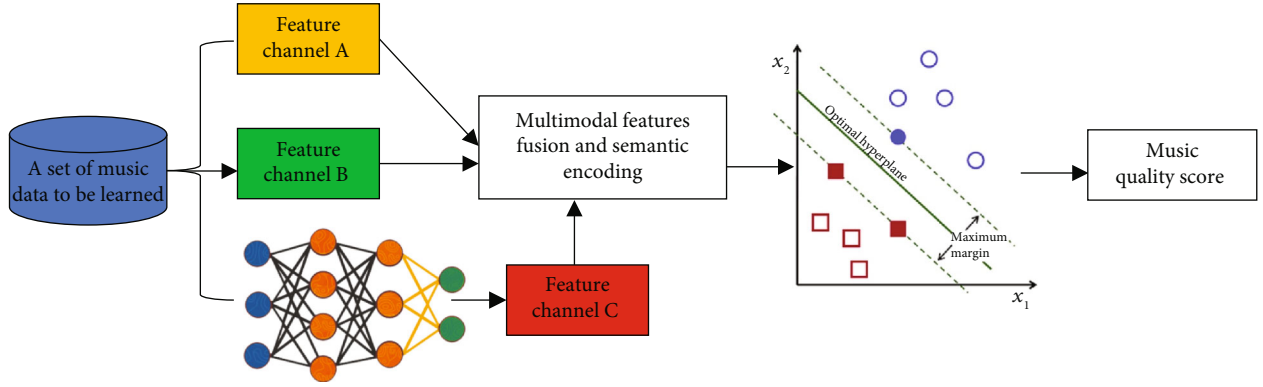 A set of music
data to be learned
Feature
channel A
Feature
channel B
Feature
channel C
Multimodal features
fusion and semantic
encoding
x2
Optimal hyperplane
Maximum
margin
x1
Music
quality score